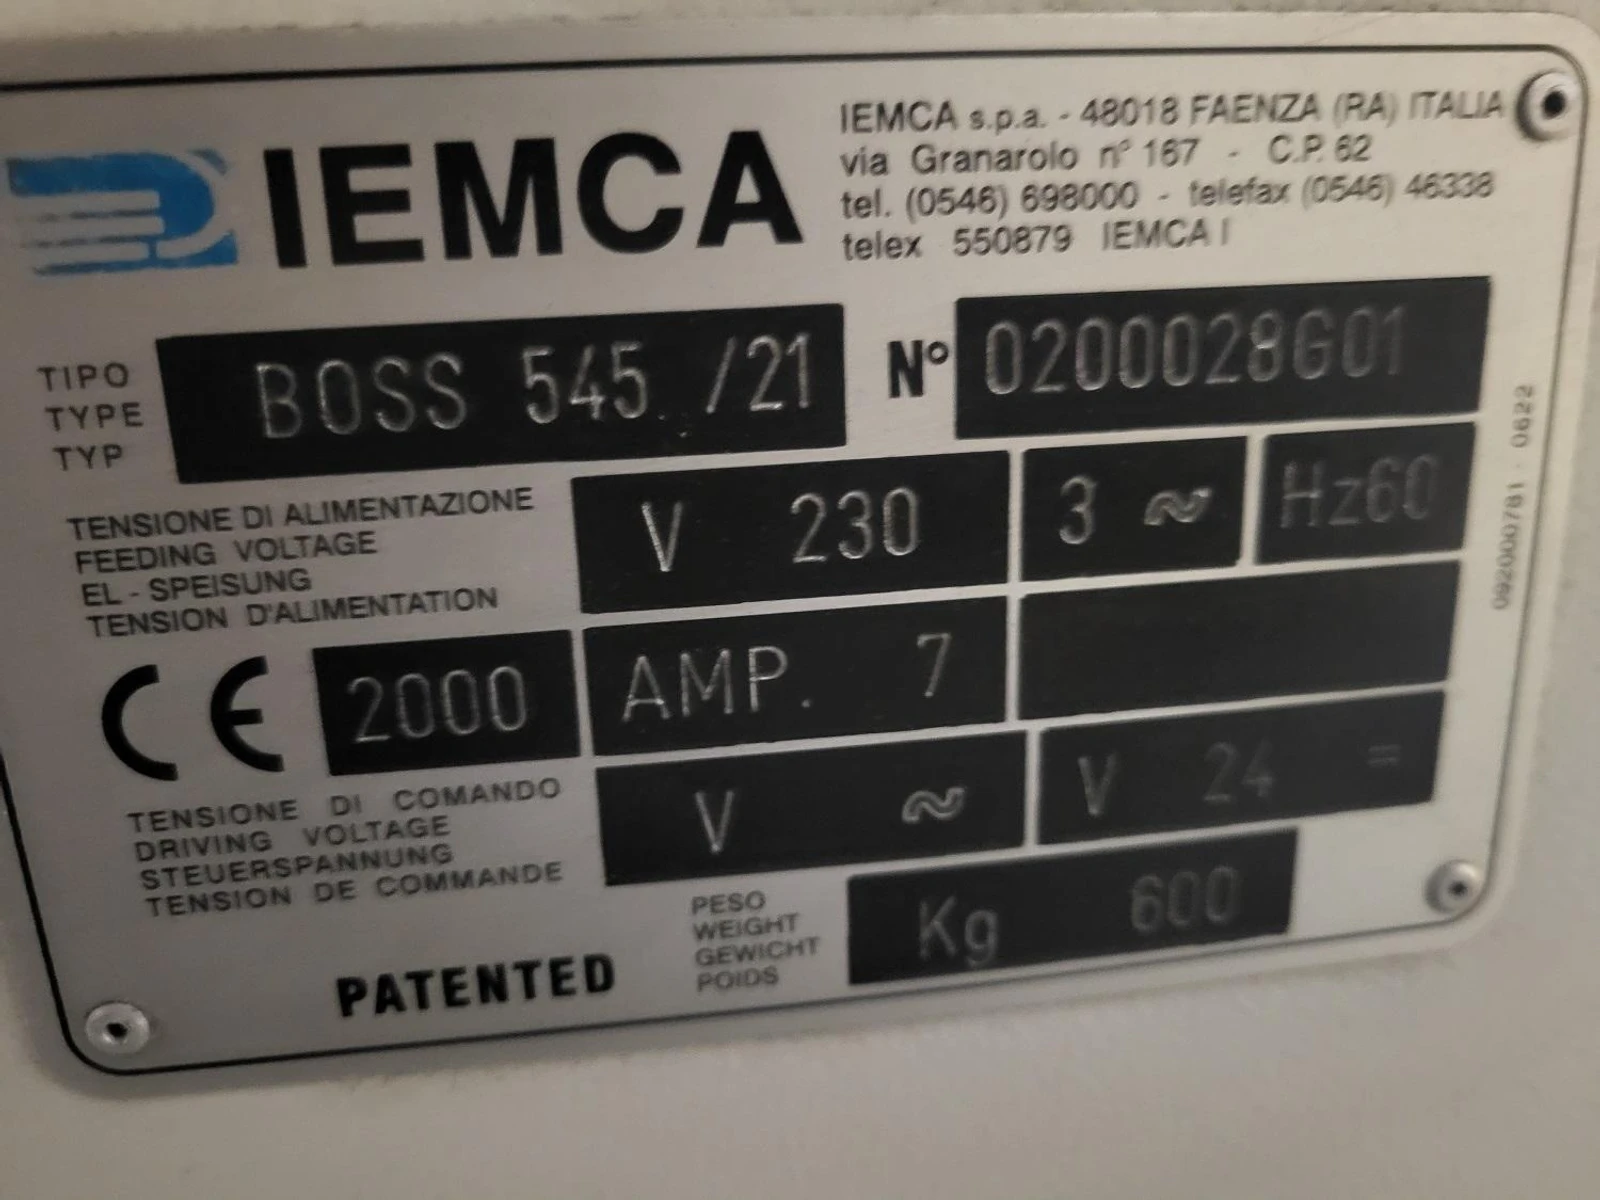 IEMCA
IEMCA s.p.a. - 48018 FAENZA (RA) ITALIA
via Granarolo n° 167 - C.P. 62
tel. (0546) 698000 - telefax (0546) 46338
telex 550879 IEMCA I
TIPO
TYPE
TYP
BOSS 545 /21
N° 0200028G01
TENSIONE DI ALIMENTAZIONE
FEEDING VOLTAGE
EL - SPEISUNG
TENSION D'ALIMENTATION
V 230
3 ~
Hz60
CE
2000
AMP. 7
TENSIONE DI COMANDO
DRIVING VOLTAGE
STEUERSPANNUNG
TENSION DE COMMANDE
V ~
V 24 =
PATENTED
PESO
WEIGHT
GEWICHT
POIDS
Kg 600
092000781 - 0622